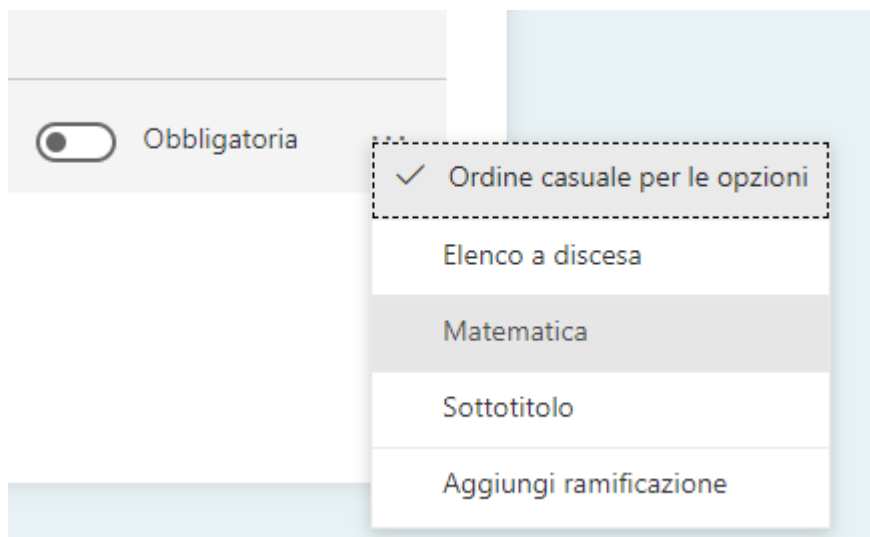 Obbligatoria ...
Ordine casuale per le opzioni
Elenco a discesa
Matematica
Sottotitolo
Aggiungi ramificazione